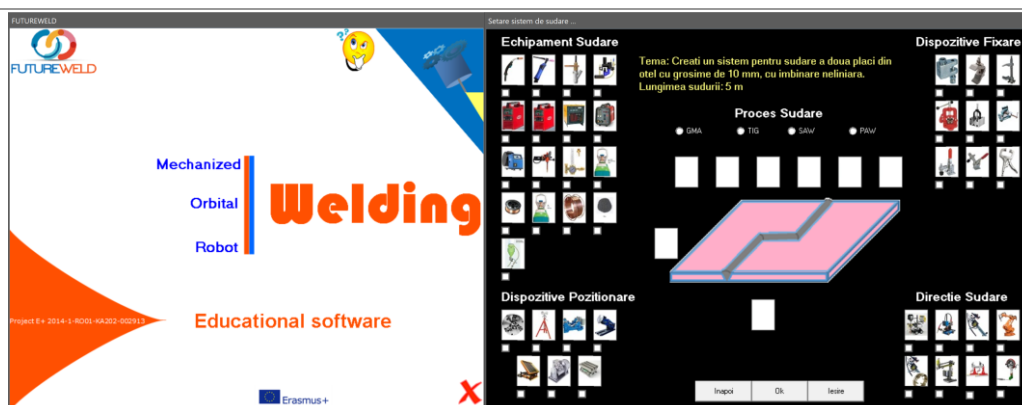 FUTUREWELD
FUTUREWELD
??
Mechanized
Orbital
Robot
Welding
Project E+ 2014-1-RO01-KA202-002913
Educational software
Erasmus+
X
Setare sistem de sudare ...
Echipament Sudare
Tema: Creati un sistem pentru sudare a doua placi din
otel cu grosime de 10 mm, cu imbinare neliniara.
Lungimea sudurii: 5 m
Dispozitive Fixare
Proces Sudare
GMA
TIG
SAW
PAW
Dispozitive Pozitionare
Directie Sudare
Inapoi
Ok
Iesire